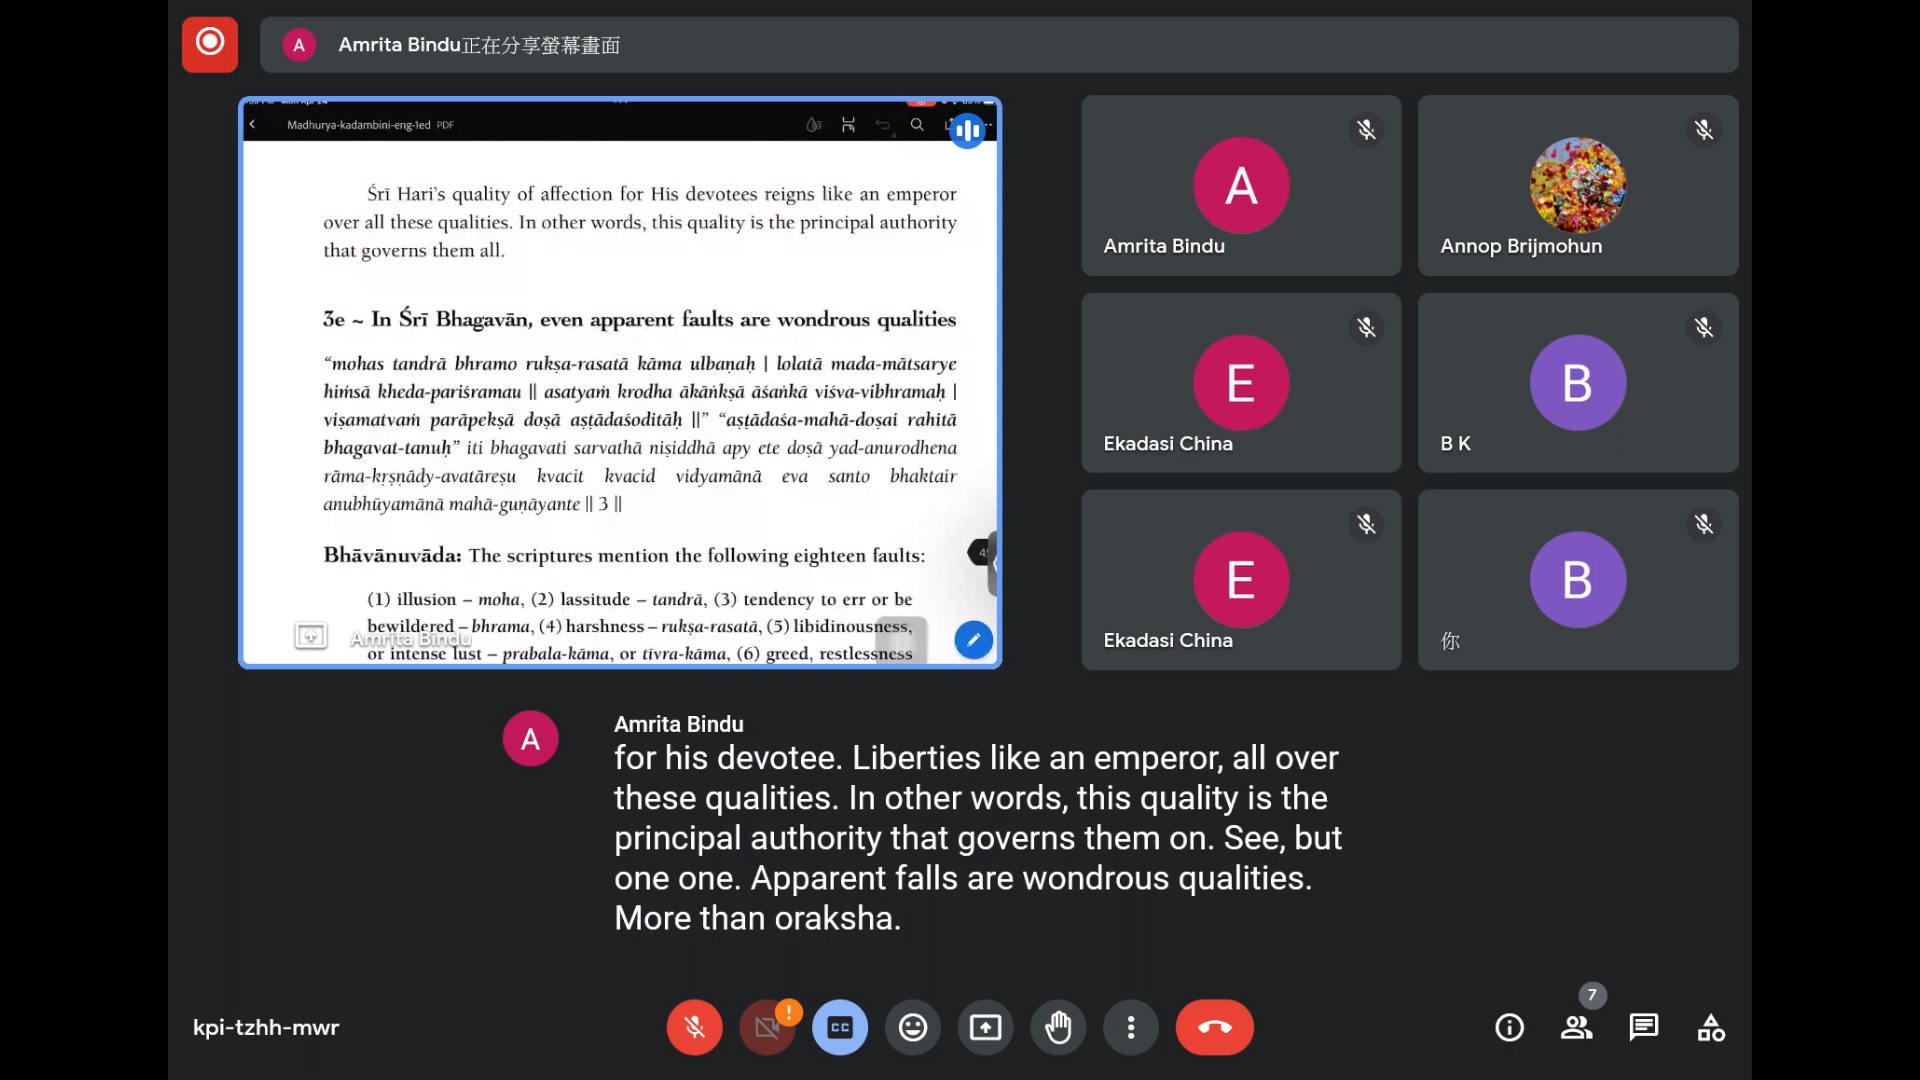 A Amrita Bindu正在分享螢幕畫面
Madhurya-kadambini-eng-1ed PDF
Śrī Hari's quality of affection for His devotees reigns like an emperor
over all these qualities. In other words, this quality is the principal authority
that governs them all.
3e ~ In Śrī Bhagavān, even apparent faults are wondrous qualities
“mohas tandrā bhramo rukṣa-rasatā kāma ulbaṇaḥ | lolatā mada-mātsarye
hiṁsā kheda-pariśramau || asatyaṁ krodha ākāṅkṣā āśaṅkā viśva-vibhramaḥ |
viṣamatvaṁ parāpekṣā doṣā aṣṭādaśoditāḥ ||” “aṣṭādaśa-mahā-doṣai rahitā
bhagavat-tanuḥ” iti bhagavati sarvathā niṣiddhā apy ete doṣā yad-anurodhena
rāma-kṛṣṇādy-avatāreṣu kvacit kvacid vidyamānā eva santo bhaktair
anubhūyamānā mahā-guṇāyante || 3 ||
Bhāvānuvāda: The scriptures mention the following eighteen faults:
(1) illusion – moha, (2) lassitude – tandrā, (3) tendency to err or be
bewildered – bhrama, (4) harshness – rukṣa-rasatā, (5) libidinousness,
or intense lust – prabala-kāma, or tīvra-kāma, (6) greed, restlessness
Amrita Bindu
A
Amrita Bindu
Annop Brijmohun
E
Ekadasi China
B
B K
E
Ekadasi China
B
你
A
Amrita Bindu
for his devotee. Liberties like an emperor, all over
these qualities. In other words, this quality is the
principal authority that governs them on. See, but
one one. Apparent falls are wondrous qualities.
More than oraksha.
kpi-tzhh-mwr
!
CC
7